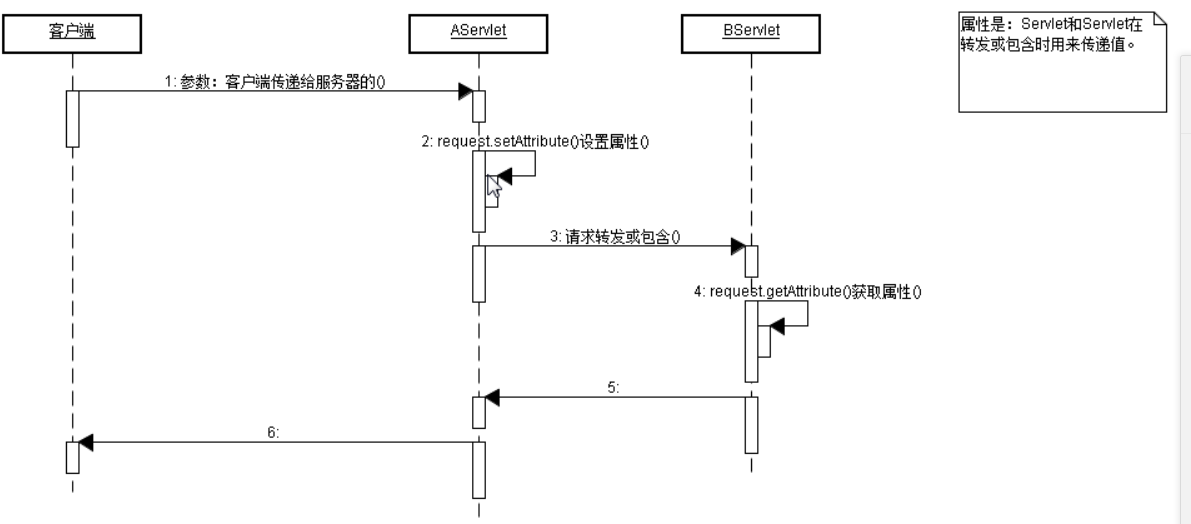 客户端
AServlet
BServlet
属性是：Servlet和Servlet在
转发或包含时用来传递值。
1: 参数：客户端传递给服务器的()
2: request.setAttribute()设置属性()
3: 请求转发或包含()
4: request.getAttribute()获取属性()
5:
6: